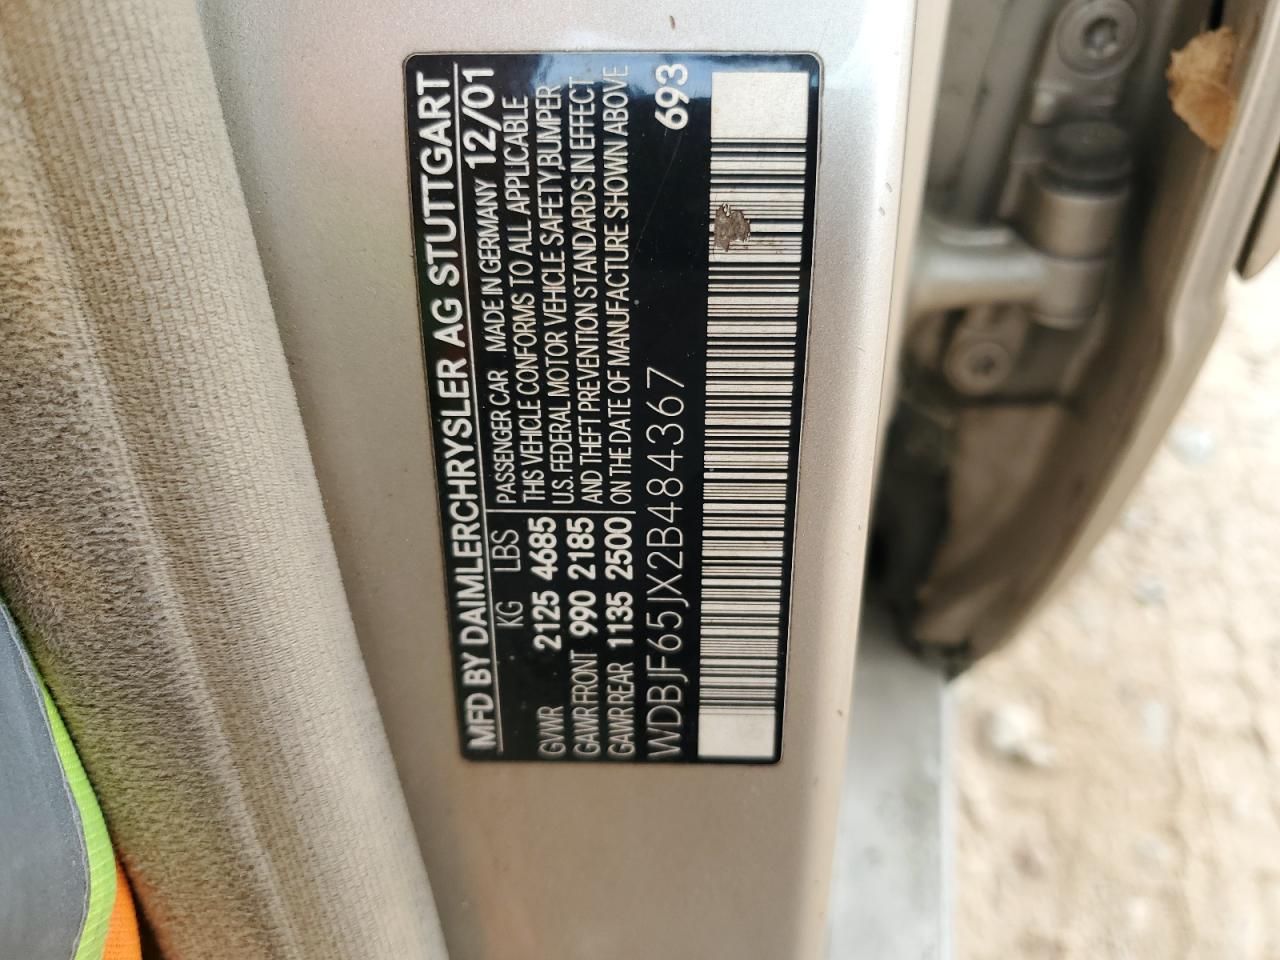 MFD BY DAIMLERCHRYSLER AG STUTTGART
KG LBS PASSENGER CAR MADE IN GERMANY 12/01
GVWR 2125 4685 THIS VEHICLE CONFORMS TO ALL APPLICABLE
U.S. FEDERAL MOTOR VEHICLE SAFETY,BUMPER
GAWR FRONT 990 2185 AND THEFT PREVENTION STANDARDS IN EFFECT
GAWR REAR 1135 2500 ON THE DATE OF MANUFACTURE SHOWN ABOVE
WDBJF65JX2B484367 693